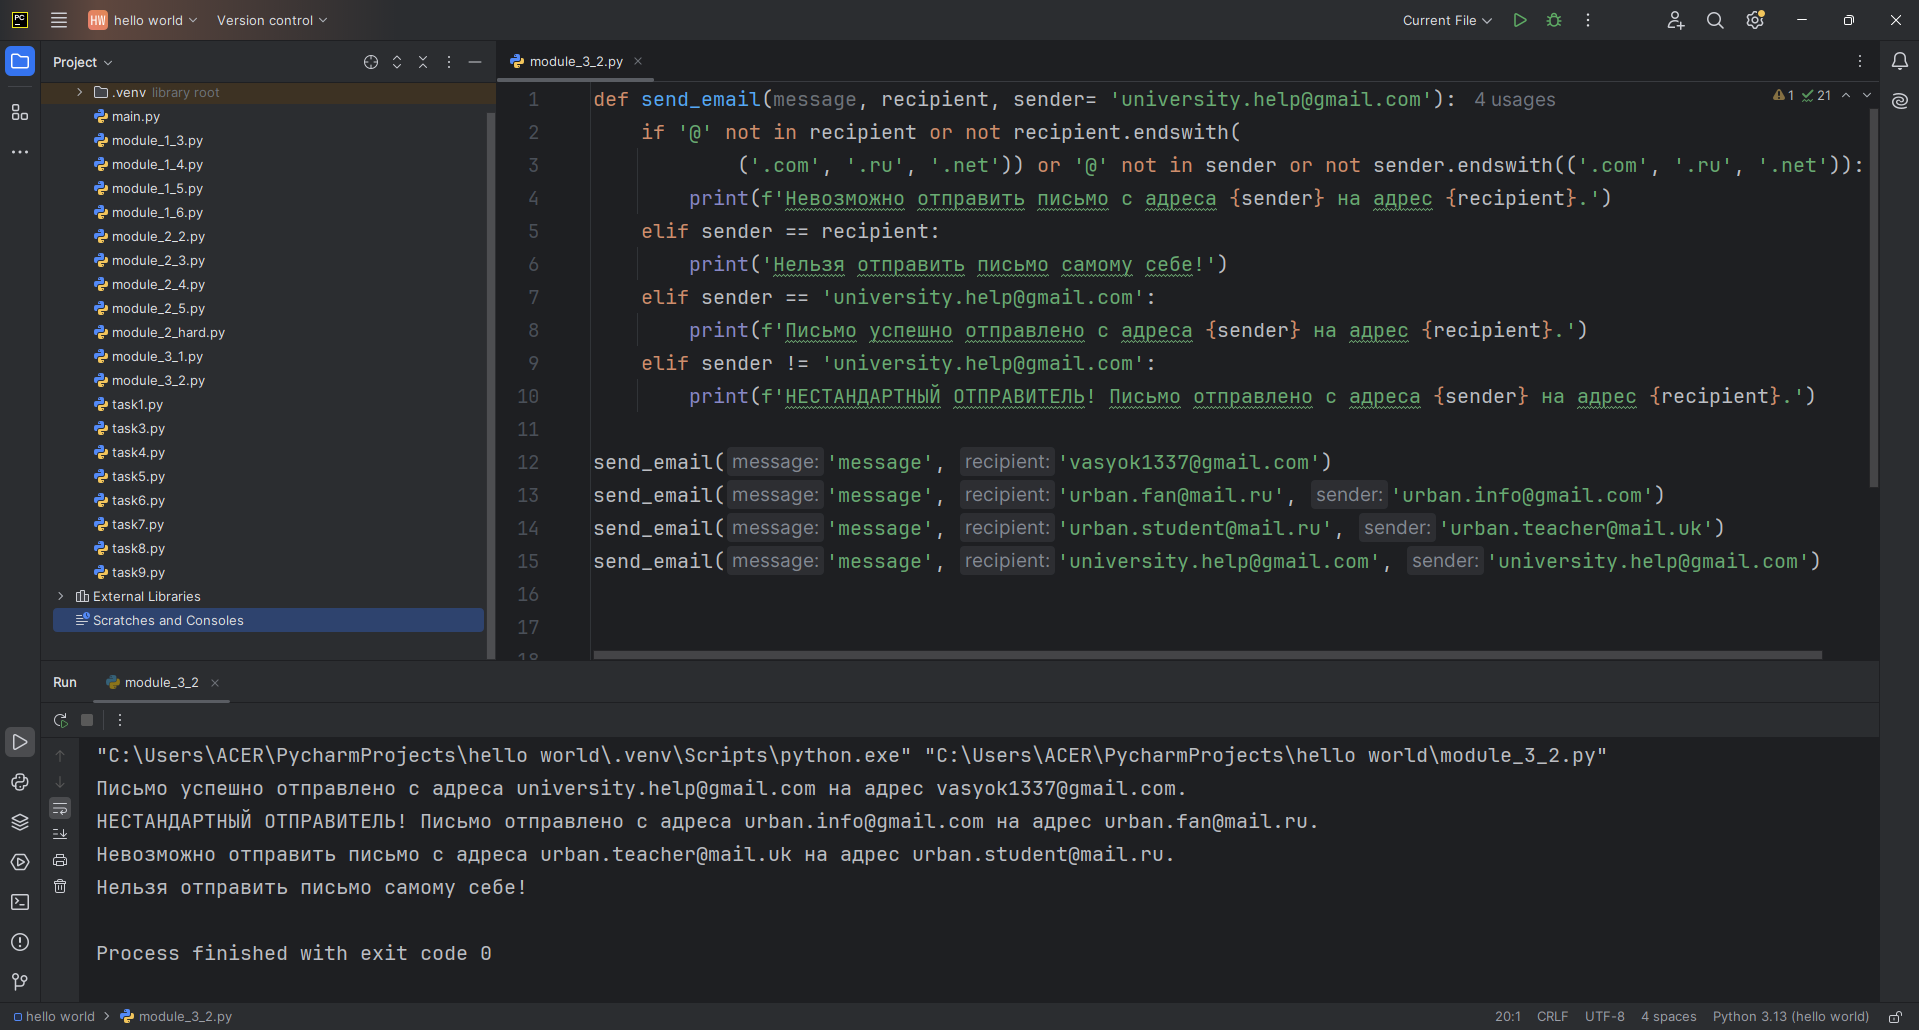 PC
HW hello world Version control Current File
Project
module_3_2.py
.venv library root
main.py
module_1_3.py
module_1_4.py
module_1_5.py
module_1_6.py
module_2_2.py
module_2_3.py
module_2_4.py
module_2_5.py
module_2_hard.py
module_3_1.py
module_3_2.py
task1.py
task3.py
task4.py
task5.py
task6.py
task7.py
task8.py
task9.py
External Libraries
Scratches and Consoles
1 def send_email(message, recipient, sender= 'university.help@gmail.com'): 4 usages 1 21
2 if '@' not in recipient or not recipient.endswith(
3 ('.com', '.ru', '.net')) or '@' not in sender or not sender.endswith(('.com', '.ru', '.net')):
4 print(f'Невозможно отправить письмо с адреса {sender} на адрес {recipient}.')
5 elif sender == recipient:
6 print('Нельзя отправить письмо самому себе!')
7 elif sender == 'university.help@gmail.com':
8 print(f'Письмо успешно отправлено с адреса {sender} на адрес {recipient}.')
9 elif sender != 'university.help@gmail.com':
10 print(f'НЕСТАНДАРТНЫЙ ОТПРАВИТЕЛЬ! Письмо отправлено с адреса {sender} на адрес {recipient}.')
11
12 send_email( message: 'message', recipient: 'vasyok1337@gmail.com')
13 send_email( message: 'message', recipient: 'urban.fan@mail.ru', sender: 'urban.info@gmail.com')
14 send_email( message: 'message', recipient: 'urban.student@mail.ru', sender: 'urban.teacher@mail.uk')
15 send_email( message: 'message', recipient: 'university.help@gmail.com', sender: 'university.help@gmail.com')
16
17
18
Run module_3_2
"C:\Users\ACER\PycharmProjects\hello world\.venv\Scripts\python.exe" "C:\Users\ACER\PycharmProjects\hello world\module_3_2.py"
Письмо успешно отправлено с адреса university.help@gmail.com на адрес vasyok1337@gmail.com.
НЕСТАНДАРТНЫЙ ОТПРАВИТЕЛЬ! Письмо отправлено с адреса urban.info@gmail.com на адрес urban.fan@mail.ru.
Невозможно отправить письмо с адреса urban.teacher@mail.uk на адрес urban.student@mail.ru.
Нельзя отправить письмо самому себе!
Process finished with exit code 0
hello world module_3_2.py 20:1 CRLF UTF-8 4 spaces Python 3.13 (hello world)